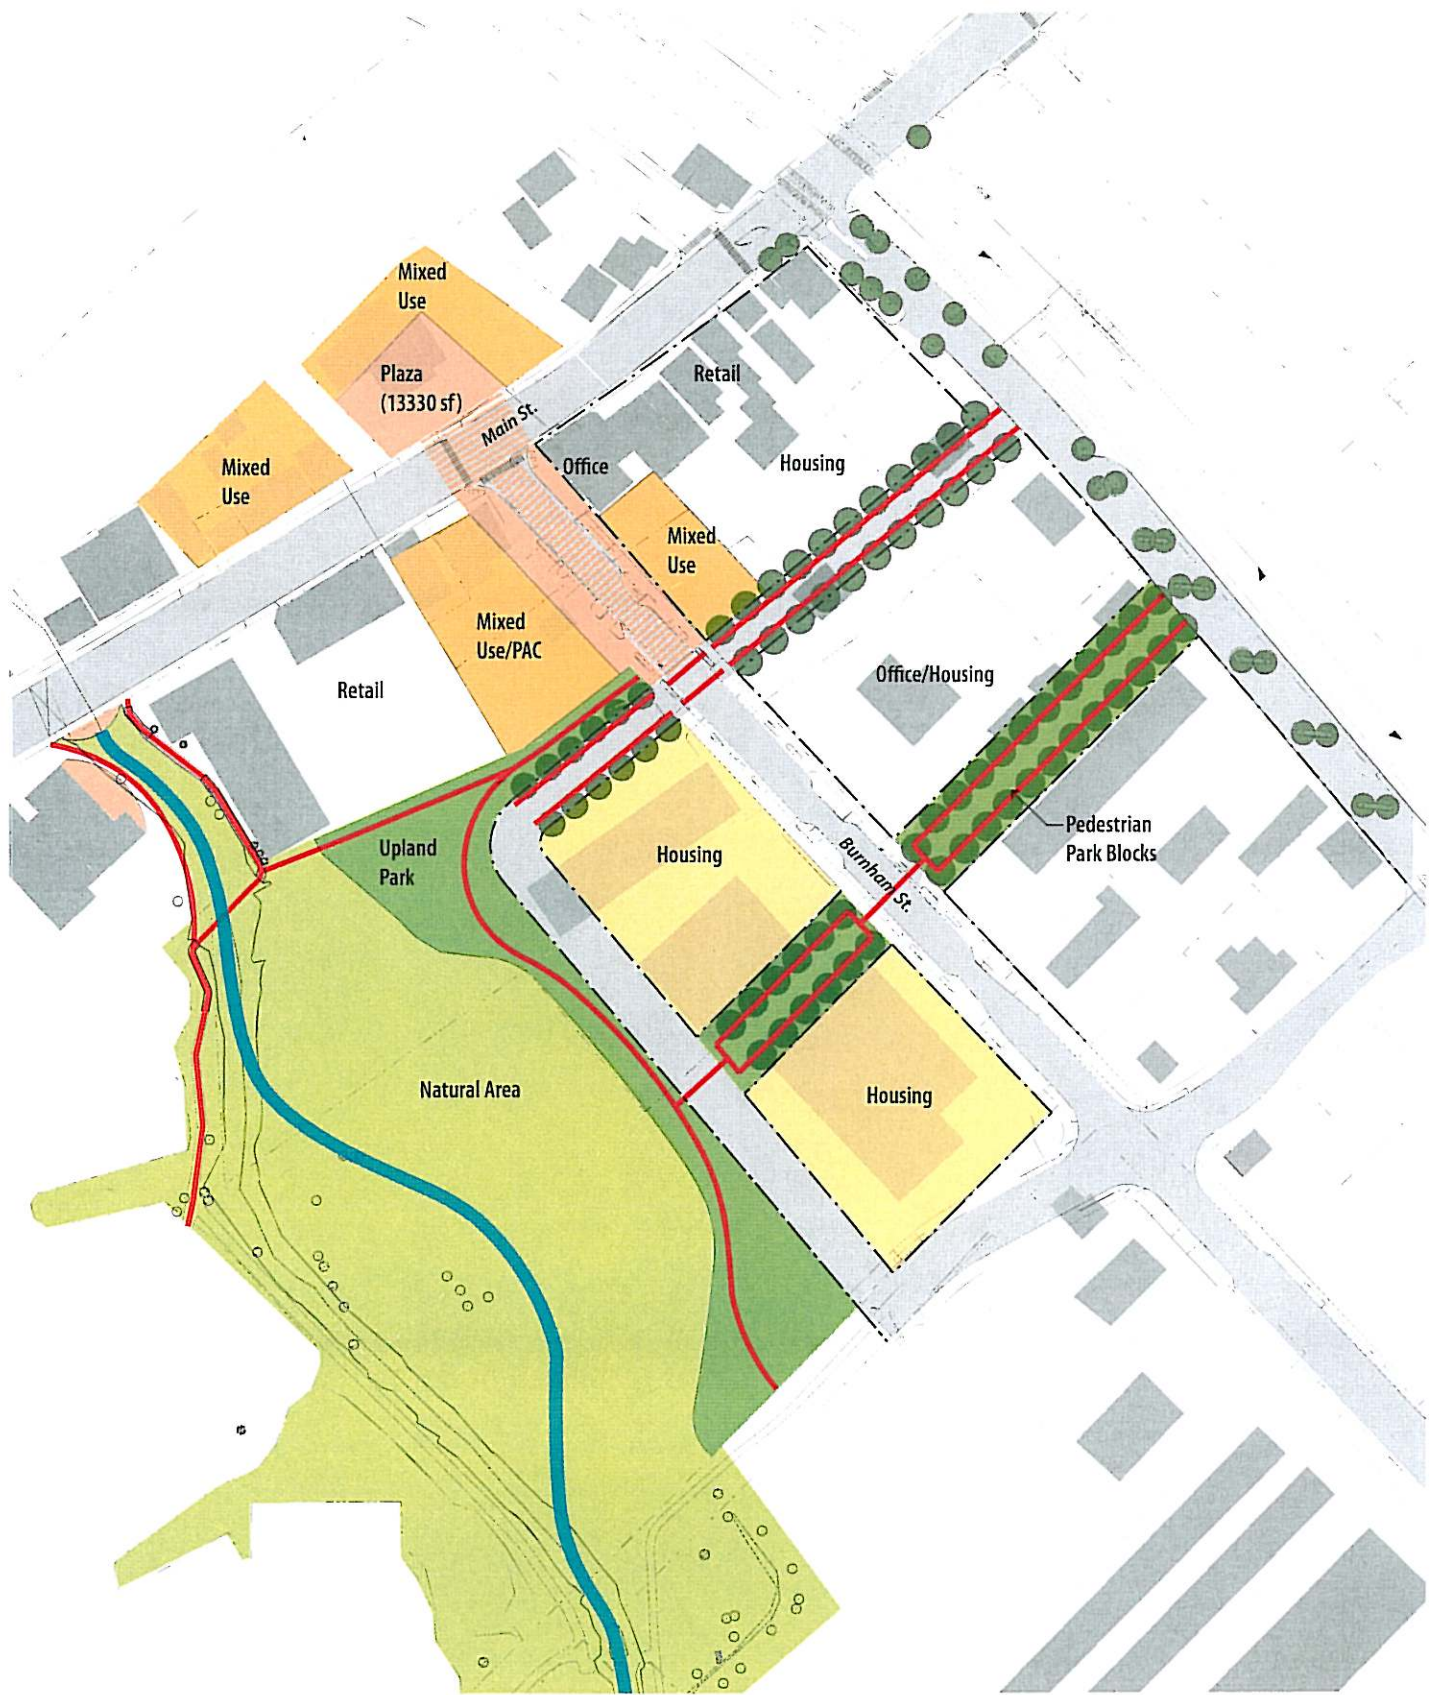 Mixed
Use
Plaza
(13330 sf)
Main St.
Retail
Mixed
Use
Office
Housing
Mixed
Use
Mixed
Use/PAC
Retail
Office/Housing
Pedestrian
Park Blocks
Upland
Park
Housing
Burnham St.
Natural Area
Housing